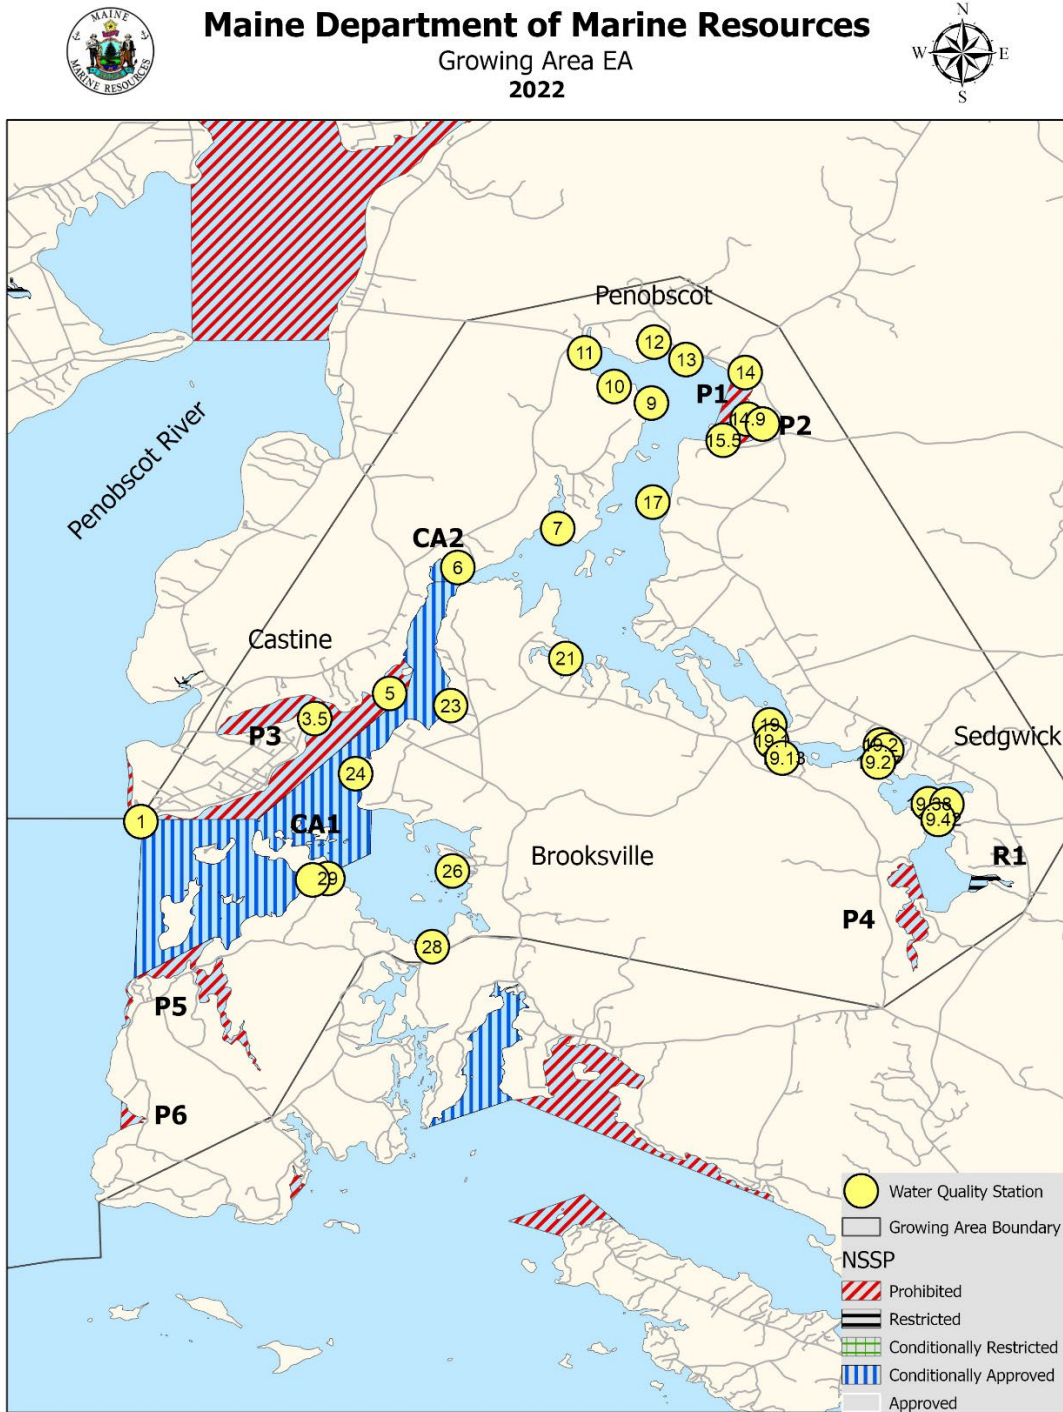 Maine Department of Marine Resources
Growing Area EA
2022
MAINE
MARINE RESOURCES
N
W E
S
Penobscot
12
11
13
14
10
P1
9
14.9
P2
15.5
Penobscot River
17
7
CA2
6
Castine
21
5
23
3.5
19
P3
19.1
19.2
Sedgwick
9.13
9.27
24
19.38
1
CA1
9.42
Brooksville
R1
26
29
P4
28
P5
P6
Water Quality Station
Growing Area Boundary
NSSP
Prohibited
Restricted
Conditionally Restricted
Conditionally Approved
Approved